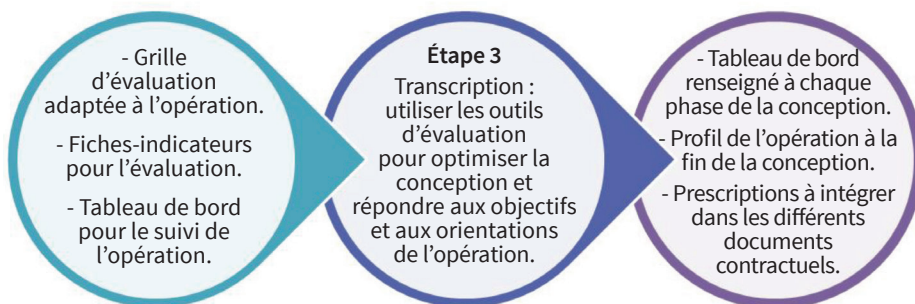 - Grille
d’évaluation
adaptée à l’opération.
- Fiches-indicateurs
pour l’évaluation.
- Tableau de bord
pour le suivi de
l’opération.
Étape 3
Transcription :
utiliser les outils
d’évaluation
pour optimiser la
conception et
répondre aux objectifs
et aux orientations
de l’opération.
- Tableau de bord
renseigné à chaque
phase de la conception.
- Profil de l’opération à la
fin de la conception.
- Prescriptions à intégrer
dans les différents
documents
contractuels.